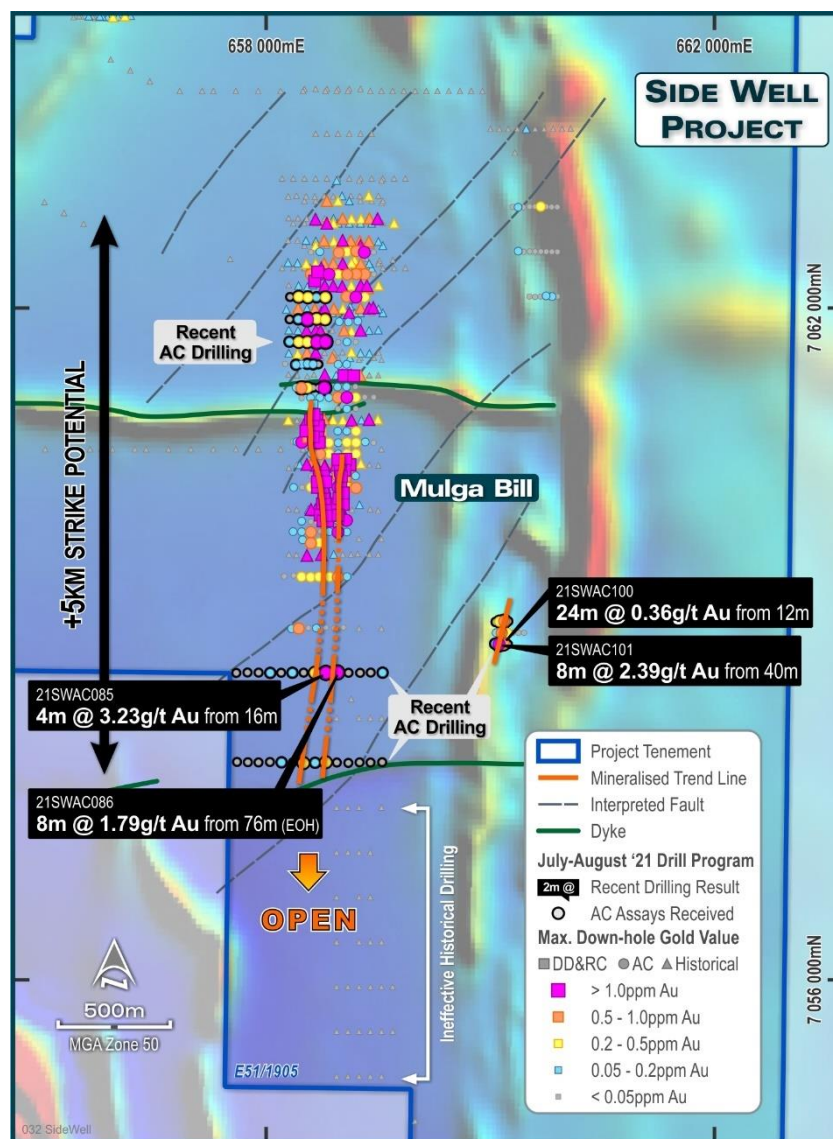 658 000mE
662 000mE
SIDE WELL
PROJECT
7 062 000mN
Recent
AC Drilling
+5KM STRIKE POTENTIAL
Mulga Bill
21SWAC100
24m @ 0.36g/t Au from 12m
21SWAC101
8m @ 2.39g/t Au from 40m
21SWAC085
4m @ 3.23g/t Au from 16m
Recent
AC Drilling
21SWAC086
8m @ 1.79g/t Au from 76m (EOH)
OPEN
Ineffective Historical Drilling
500m
MGA Zone 50
E51/1905
Project Tenement
Mineralised Trend Line
Interpreted Fault
Dyke
July-August ‘21 Drill Program
2m @ Recent Drilling Result
AC Assays Received
Max. Down-hole Gold Value
DD&RC AC Historical
> 1.0ppm Au
0.5 - 1.0ppm Au
0.2 - 0.5ppm Au
0.05 - 0.2ppm Au
< 0.05ppm Au
7 056 000mN
032 SideWell